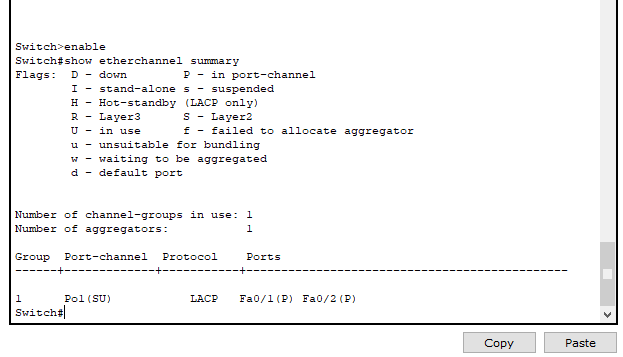 Switch>enable
Switch#show etherchannel summary
Flags:  D - down        P - in port-channel
        I - stand-alone s - suspended
        H - Hot-standby (LACP only)
        R - Layer3      S - Layer2
        U - in use      f - failed to allocate aggregator
        u - unsuitable for bundling
        w - waiting to be aggregated
        d - default port
Number of channel-groups in use: 1
Number of aggregators:           1
Group  Port-channel  Protocol    Ports
------+-------------+-----------+----------------------------------------------
1      Po1(SU)           LACP   Fa0/1(P) Fa0/2(P)
Switch#
Copy Paste